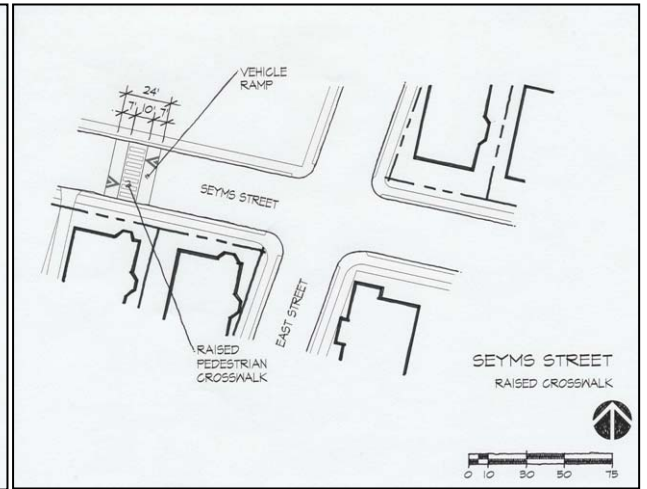 VEHICLE
RAMP
24'
7' 10' 7'
SEYMS STREET
EAST STREET
RAISED
PEDESTRIAN
CROSSWALK
SEYMS STREET
RAISED CROSSWALK
0 10 30 50 75